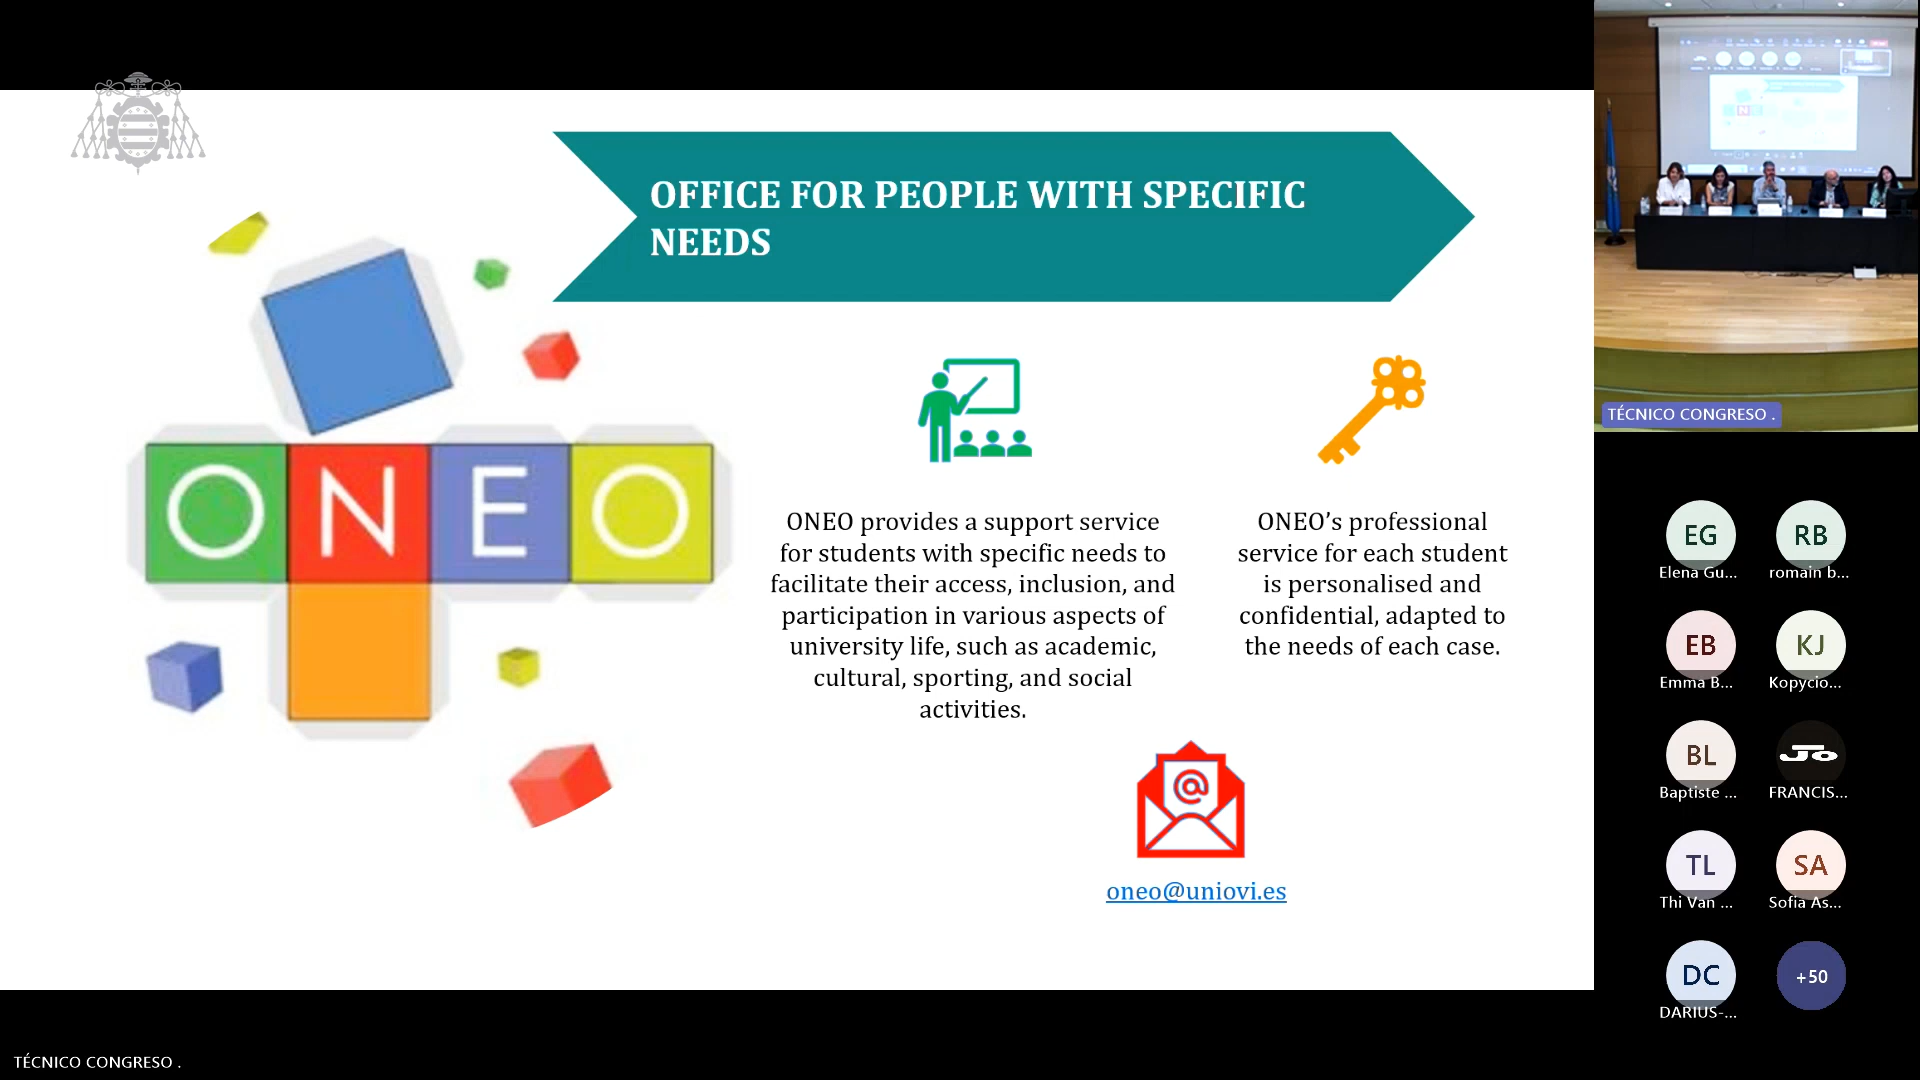 OFFICE FOR PEOPLE WITH SPECIFIC
NEEDS
ONEO
ONEO provides a support service
for students with specific needs to
facilitate their access, inclusion, and
participation in various aspects of
university life, such as academic,
cultural, sporting, and social
activities.
ONEO’s professional
service for each student
is personalised and
confidential, adapted to
the needs of each case.
@
oneo@uniovi.es
TÉCNICO CONGRESO .
EG
Elena Gu...
RB
romain b...
EB
Emma B...
KJ
Kopycio...
BL
Baptiste ...
Jo
FRANCIS...
TL
Thi Van ...
SA
Sofia As...
DC
DARIUS-...
+50
TÉCNICO CONGRESO .